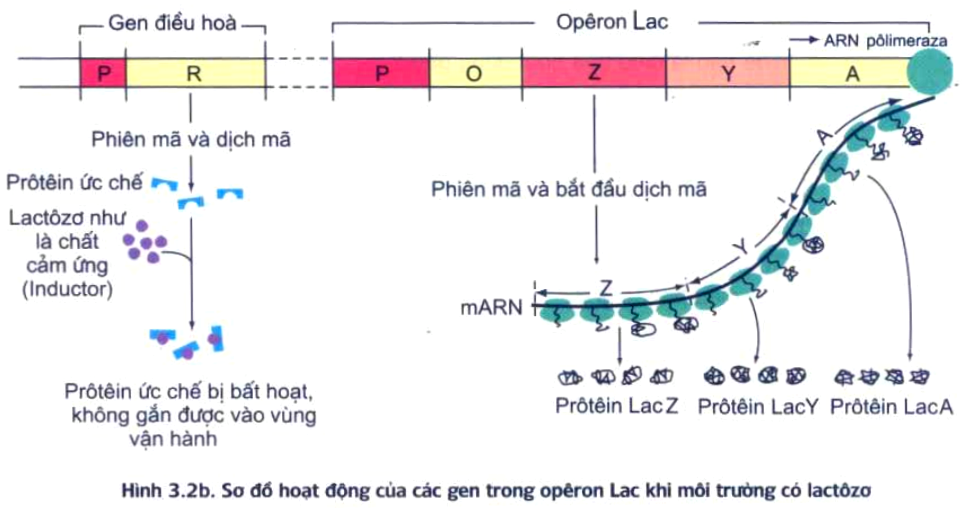 Gen điều hoà
Opêron Lac
ARN pôlimeraza
P R P O Z Y A
Phiên mã và dịch mã
Prôtêin ức chế
Lactôzơ như
là chất
cảm ứng
(Inductor)
Prôtêin ức chế bị bất hoạt,
không gắn được vào vùng
vận hành
Phiên mã và bắt đầu dịch mã
A
Y
Z
mARN
Prôtêin LacZ Prôtêin LacY Prôtêin LacA
Hình 3.2b. Sơ đồ hoạt động của các gen trong opêron Lac khi môi trường có lactôzơ